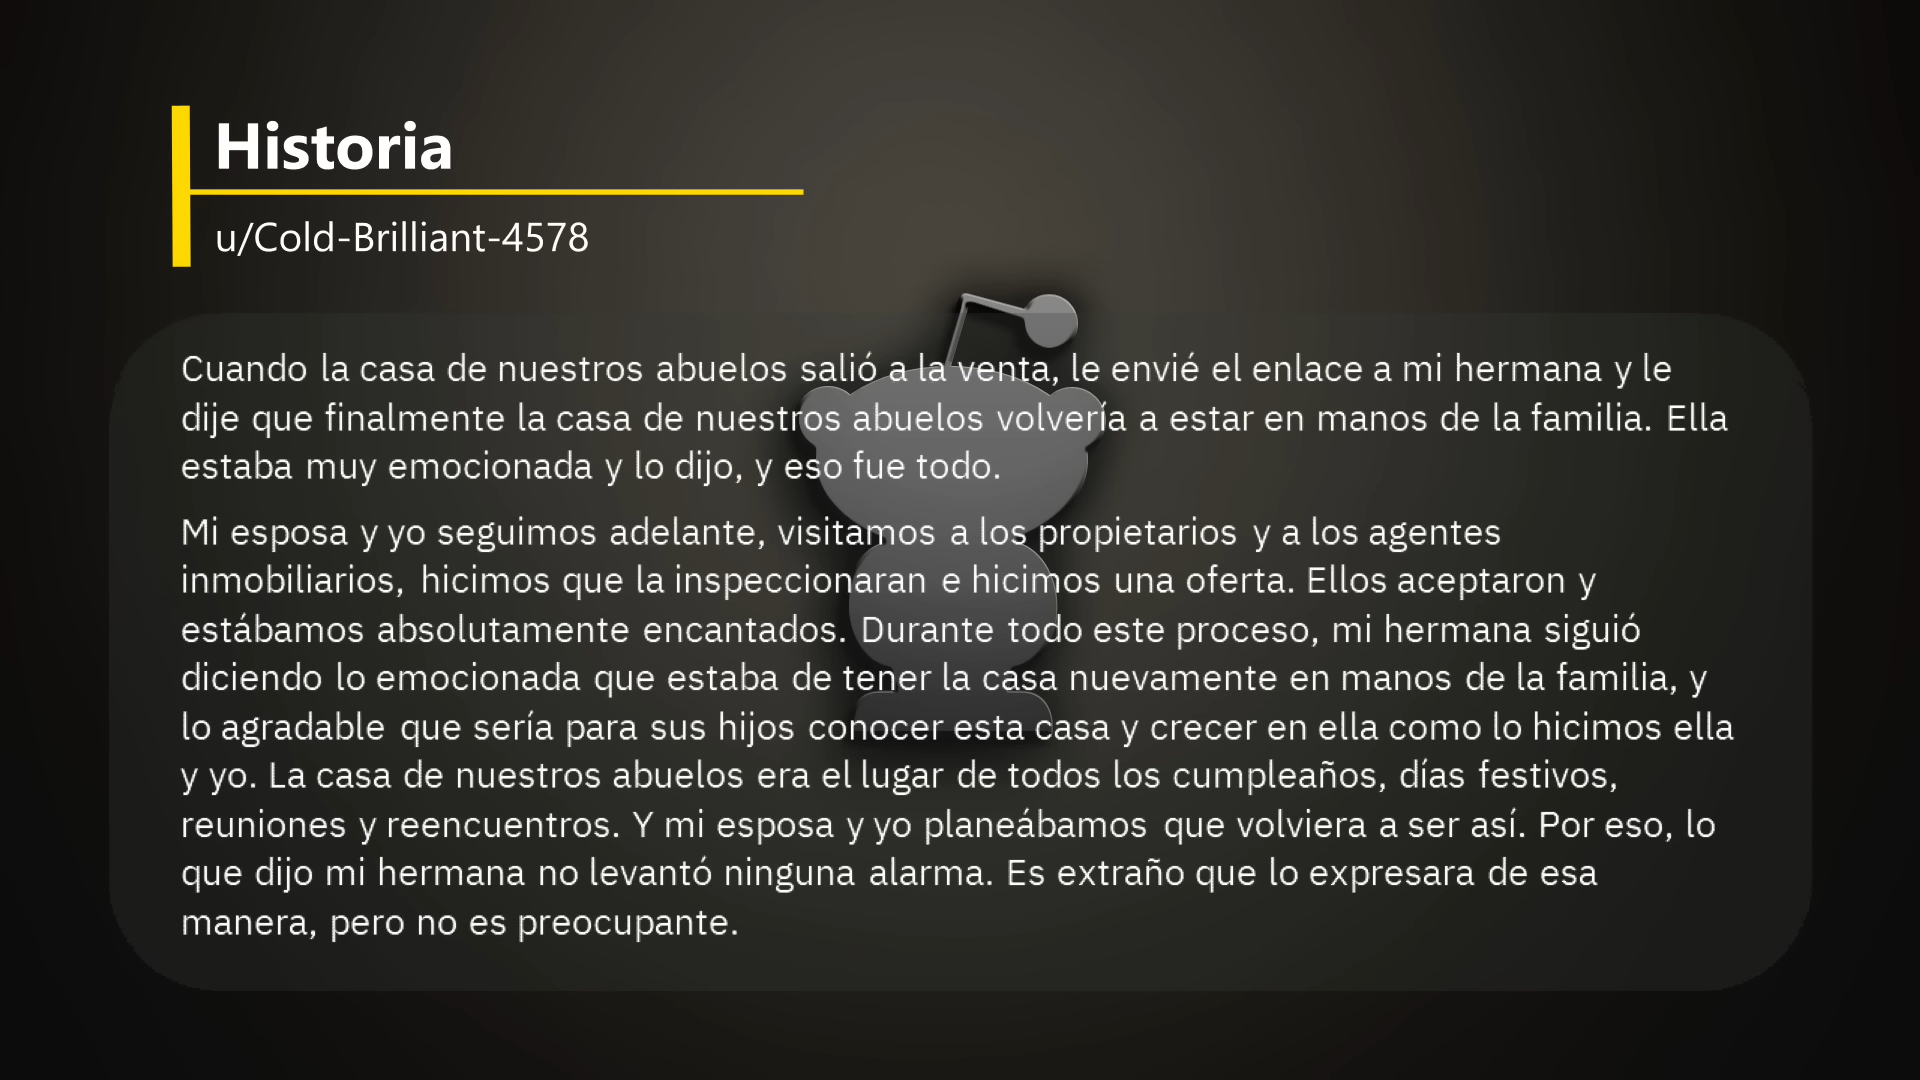 Historia
u/Cold-Brilliant-4578
Cuando la casa de nuestros abuelos salió a la venta, le envié el enlace a mi hermana y le
dije que finalmente la casa de nuestros abuelos volvería a estar en manos de la familia. Ella
estaba muy emocionada y lo dijo, y eso fue todo.
Mi esposa y yo seguimos adelante, visitamos a los propietarios y a los agentes
inmobiliarios, hicimos que la inspeccionaran e hicimos una oferta. Ellos aceptaron y
estábamos absolutamente encantados. Durante todo este proceso, mi hermana siguió
diciendo lo emocionada que estaba de tener la casa nuevamente en manos de la familia, y
lo agradable que sería para sus hijos conocer esta casa y crecer en ella como lo hicimos ella
y yo. La casa de nuestros abuelos era el lugar de todos los cumpleaños, días festivos,
reuniones y reencuentros. Y mi esposa y yo planeábamos que volviera a ser así. Por eso, lo
que dijo mi hermana no levantó ninguna alarma. Es extraño que lo expresara de esa
manera, pero no es preocupante.